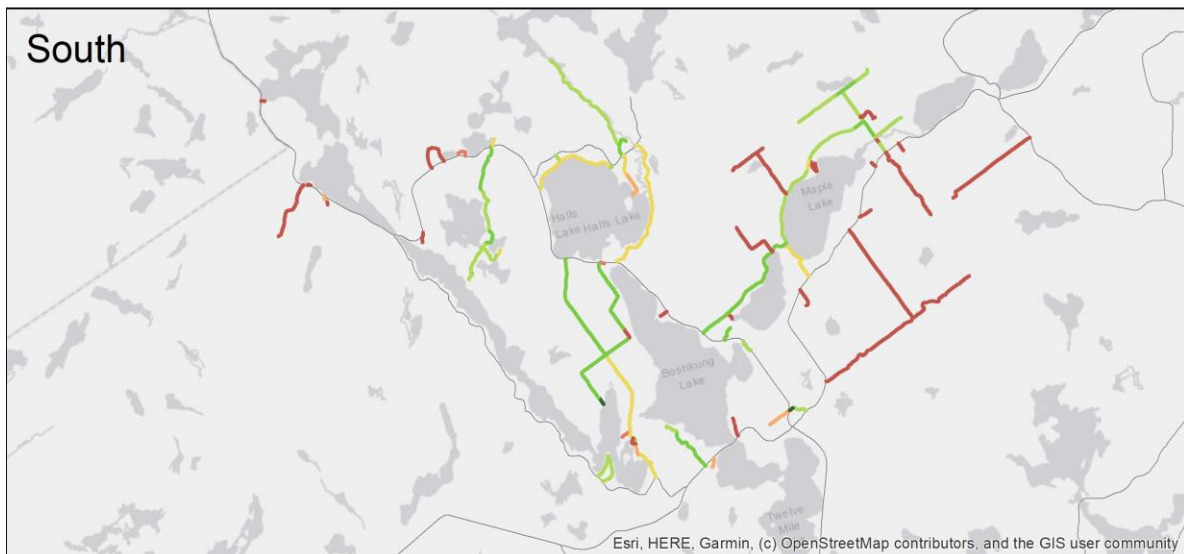 South
Maple
Lake
Halls
Lake
Halls Lake
Boshkung
Lake
Twelve
Mile
Esri, HERE, Garmin, (c) OpenStreetMap contributors, and the GIS user community